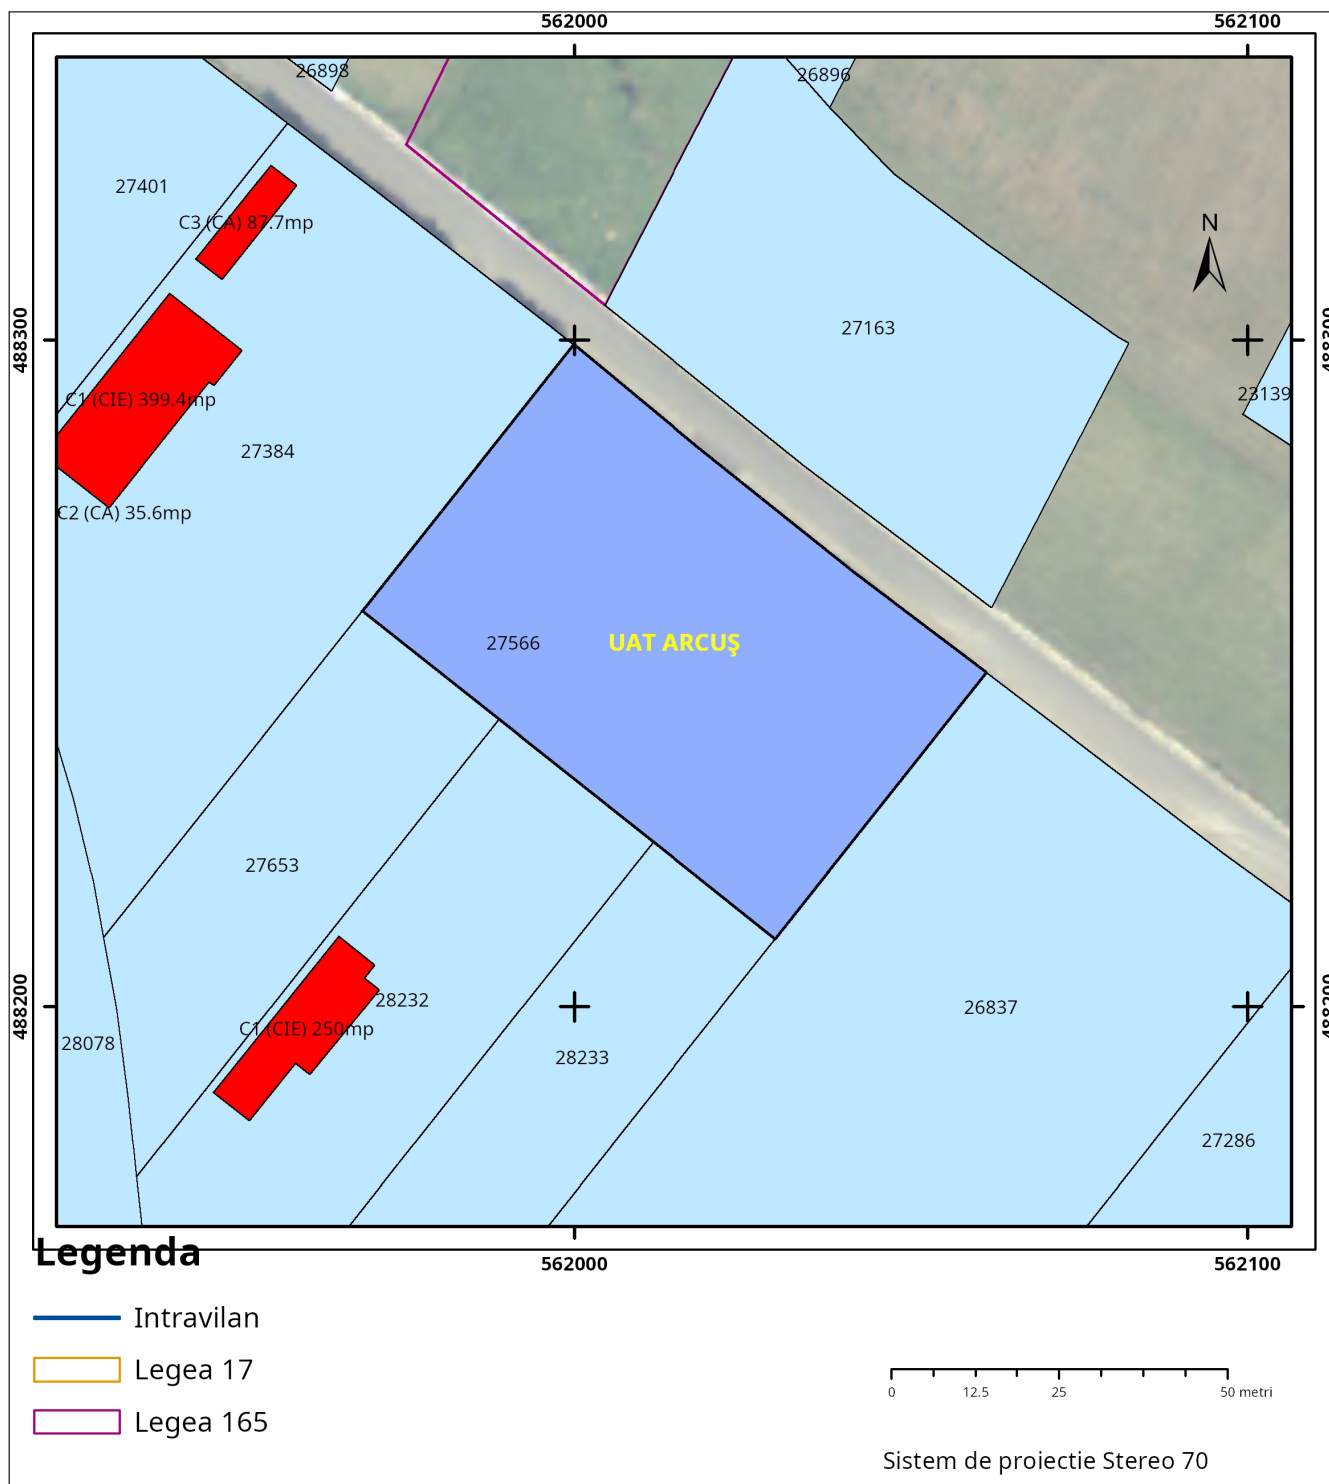 562000
562100
26898
26896
27401
C3 (CA) 87.7mp
N
488300
488300
27163
C1 (CIE) 399.4mp
23139
27384
C2 (CA) 35.6mp
27566
UAT ARCUŞ
27653
28232
C1 (CIE) 250mp
488200
488200
26837
28078
28233
27286
Legenda
562000
562100
Intravilan
Legea 17
Legea 165
0 12.5 25 50 metri
Sistem de proiectie Stereo 70